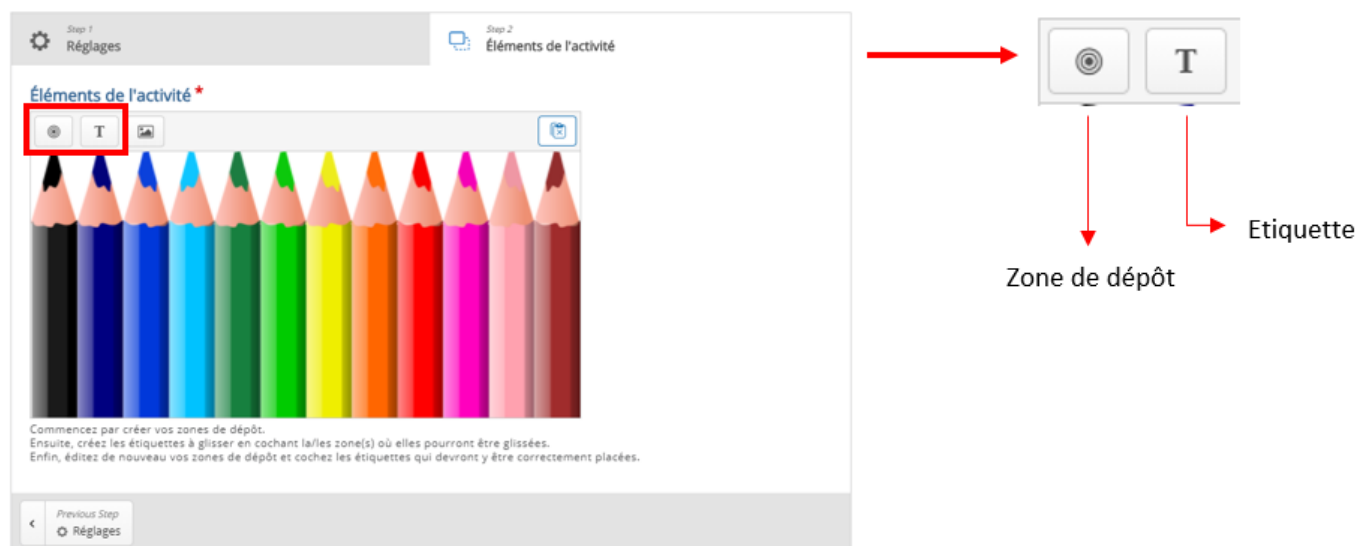 Step 1
Réglages
Step 2
Éléments de l'activité
Éléments de l'activité *
T
T
Etiquette
Zone de dépôt
Commencez par créer vos zones de dépôt.
Ensuite, créez les étiquettes à glisser en cochant la/les zone(s) où elles pourront être glissées.
Enfin, éditez de nouveau vos zones de dépôt et cochez les étiquettes qui devront y être correctement placées.
Previous Step
Réglages